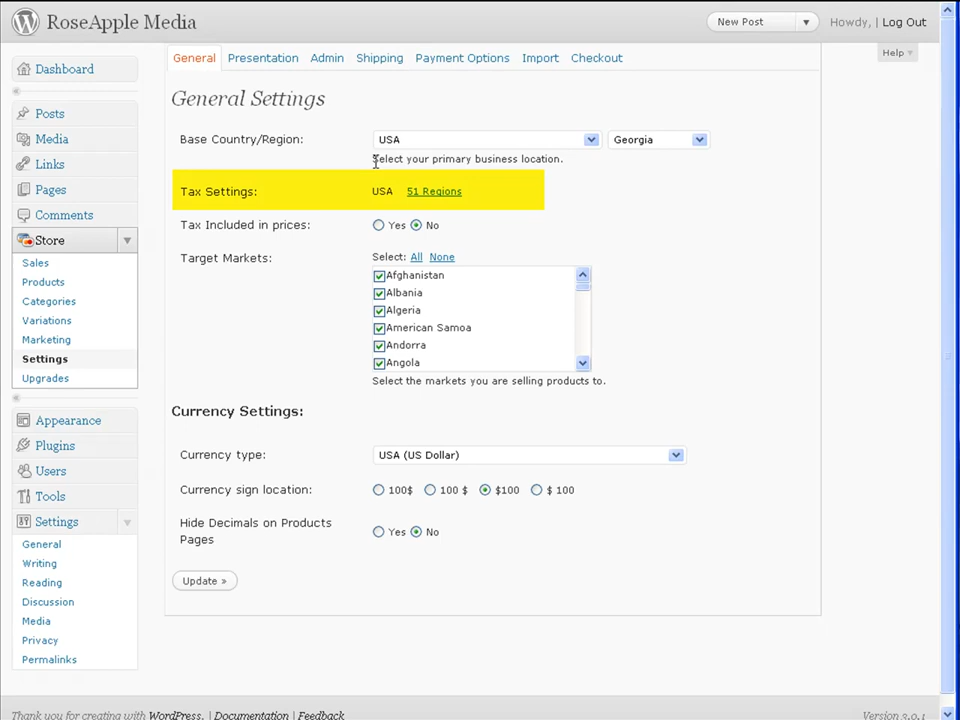 RoseApple Media
New Post
Howdy, | Log Out
Help
Dashboard
Posts
Media
Links
Pages
Comments
Store
Sales
Products
Categories
Variations
Marketing
Settings
Upgrades
Appearance
Plugins
Users
Tools
Settings
General
Writing
Reading
Discussion
Media
Privacy
Permalinks
General Presentation Admin Shipping Payment Options Import Checkout
General Settings
Base Country/Region: USA Georgia
Select your primary business location.
Tax Settings: USA 51 Regions
Tax Included in prices: Yes No
Target Markets: Select: All None
Afghanistan
Albania
Algeria
American Samoa
Andorra
Angola
Select the markets you are selling products to.
Currency Settings:
Currency type: USA (US Dollar)
Currency sign location: 100$ 100 $ $100 $ 100
Hide Decimals on Products
Pages Yes No
Update »
Thank you for creating with WordPress. | Documentation | Feedback
Version 3.0.1